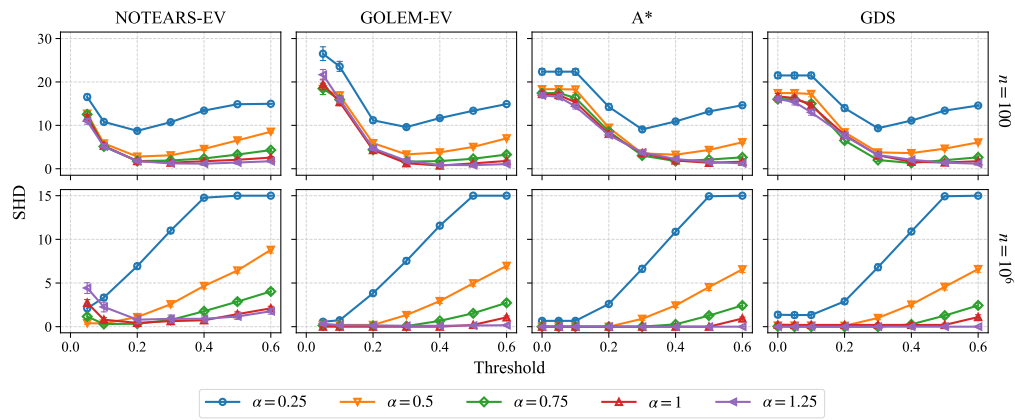 NOTEARS-EV GOLEM-EV A* GDS
30
20
10
0
n = 100
SHD
15
10
5
0
n = 10⁶
0.0 0.2 0.4 0.6 0.0 0.2 0.4 0.6 0.0 0.2 0.4 0.6 0.0 0.2 0.4 0.6
Threshold
α = 0.25 α = 0.5 α = 0.75 α = 1 α = 1.25